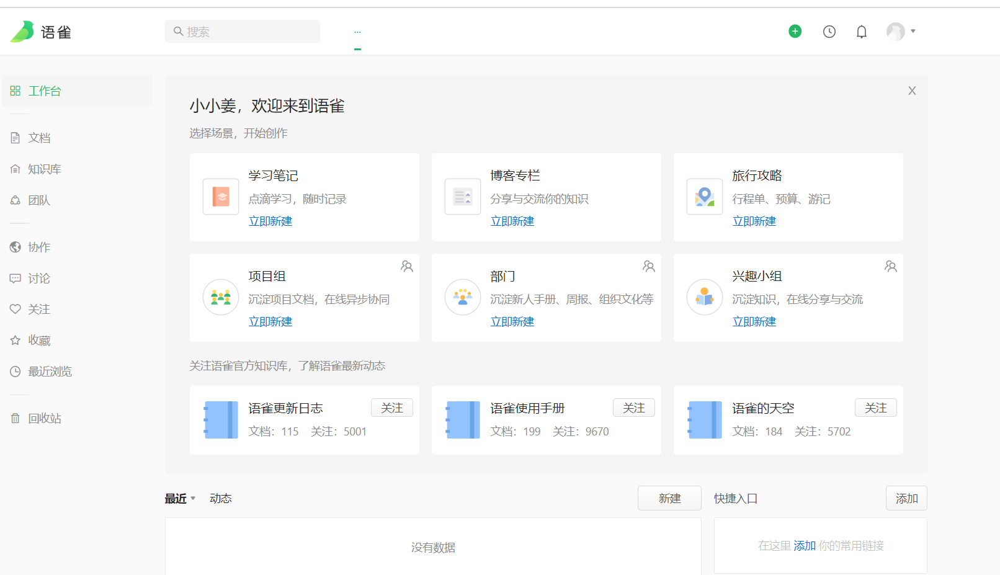 语雀
搜索
...
工作台
文档
知识库
团队
协作
讨论
关注
收藏
最近浏览
回收站
小小姜，欢迎来到语雀
X
选择场景，开始创作
学习笔记
点滴学习，随时记录
立即新建
博客专栏
分享与交流你的知识
立即新建
旅行攻略
行程单、预算、游记
立即新建
项目组
沉淀项目文档，在线异步协同
立即新建
部门
沉淀新人手册、周报、组织文化等
立即新建
兴趣小组
沉淀知识，在线分享与交流
立即新建
关注语雀官方知识库，了解语雀最新动态
语雀更新日志 关注
文档：115 关注：5001
语雀使用手册 关注
文档：199 关注：9670
语雀的天空 关注
文档：184 关注：5702
最近 动态 新建
没有数据
快捷入口 添加
在这里 添加 你的常用链接